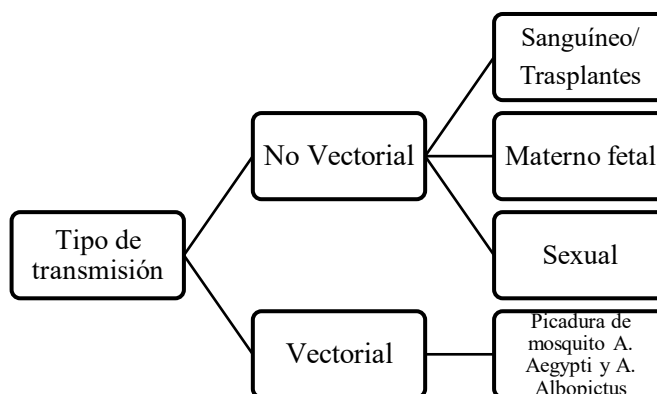 Tipo de
transmisión
No Vectorial
Sanguíneo/
Trasplantes
Materno fetal
Sexual
Vectorial
Picadura de
mosquito A.
Aegypti y A.
Albopictus